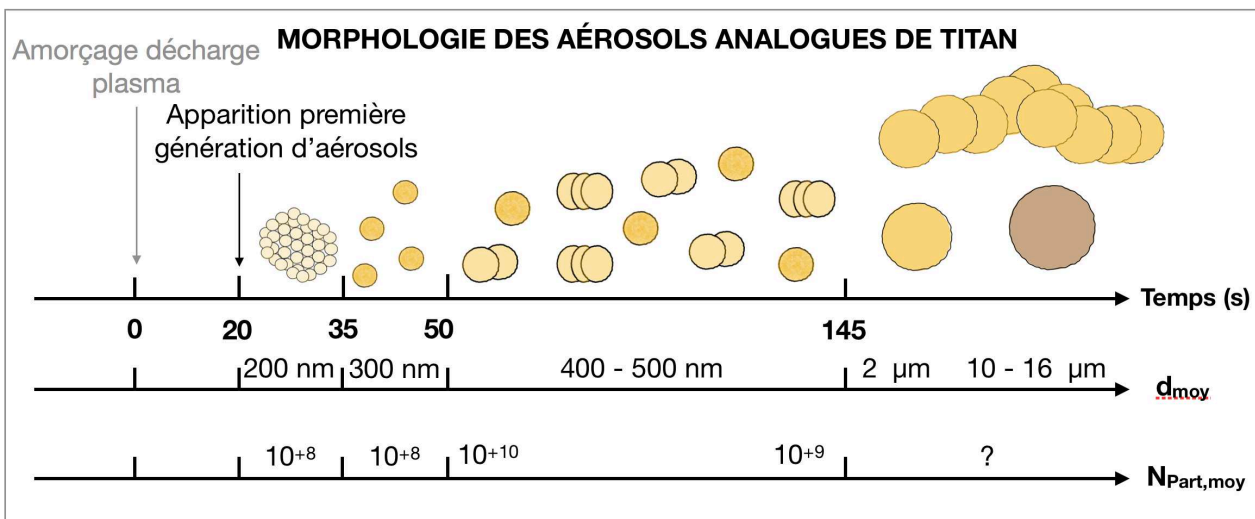 MORPHOLOGIE DES AÉROSOLS ANALOGUES DE TITAN
Amorçage décharge
plasma
Apparition première
génération d'aérosols
0 20 35 50 145 Temps (s)
200 nm 300 nm 400 - 500 nm 2 µm 10 - 16 µm dmoy
10+8 10+8 10+10 10+9 ? NPart,moy